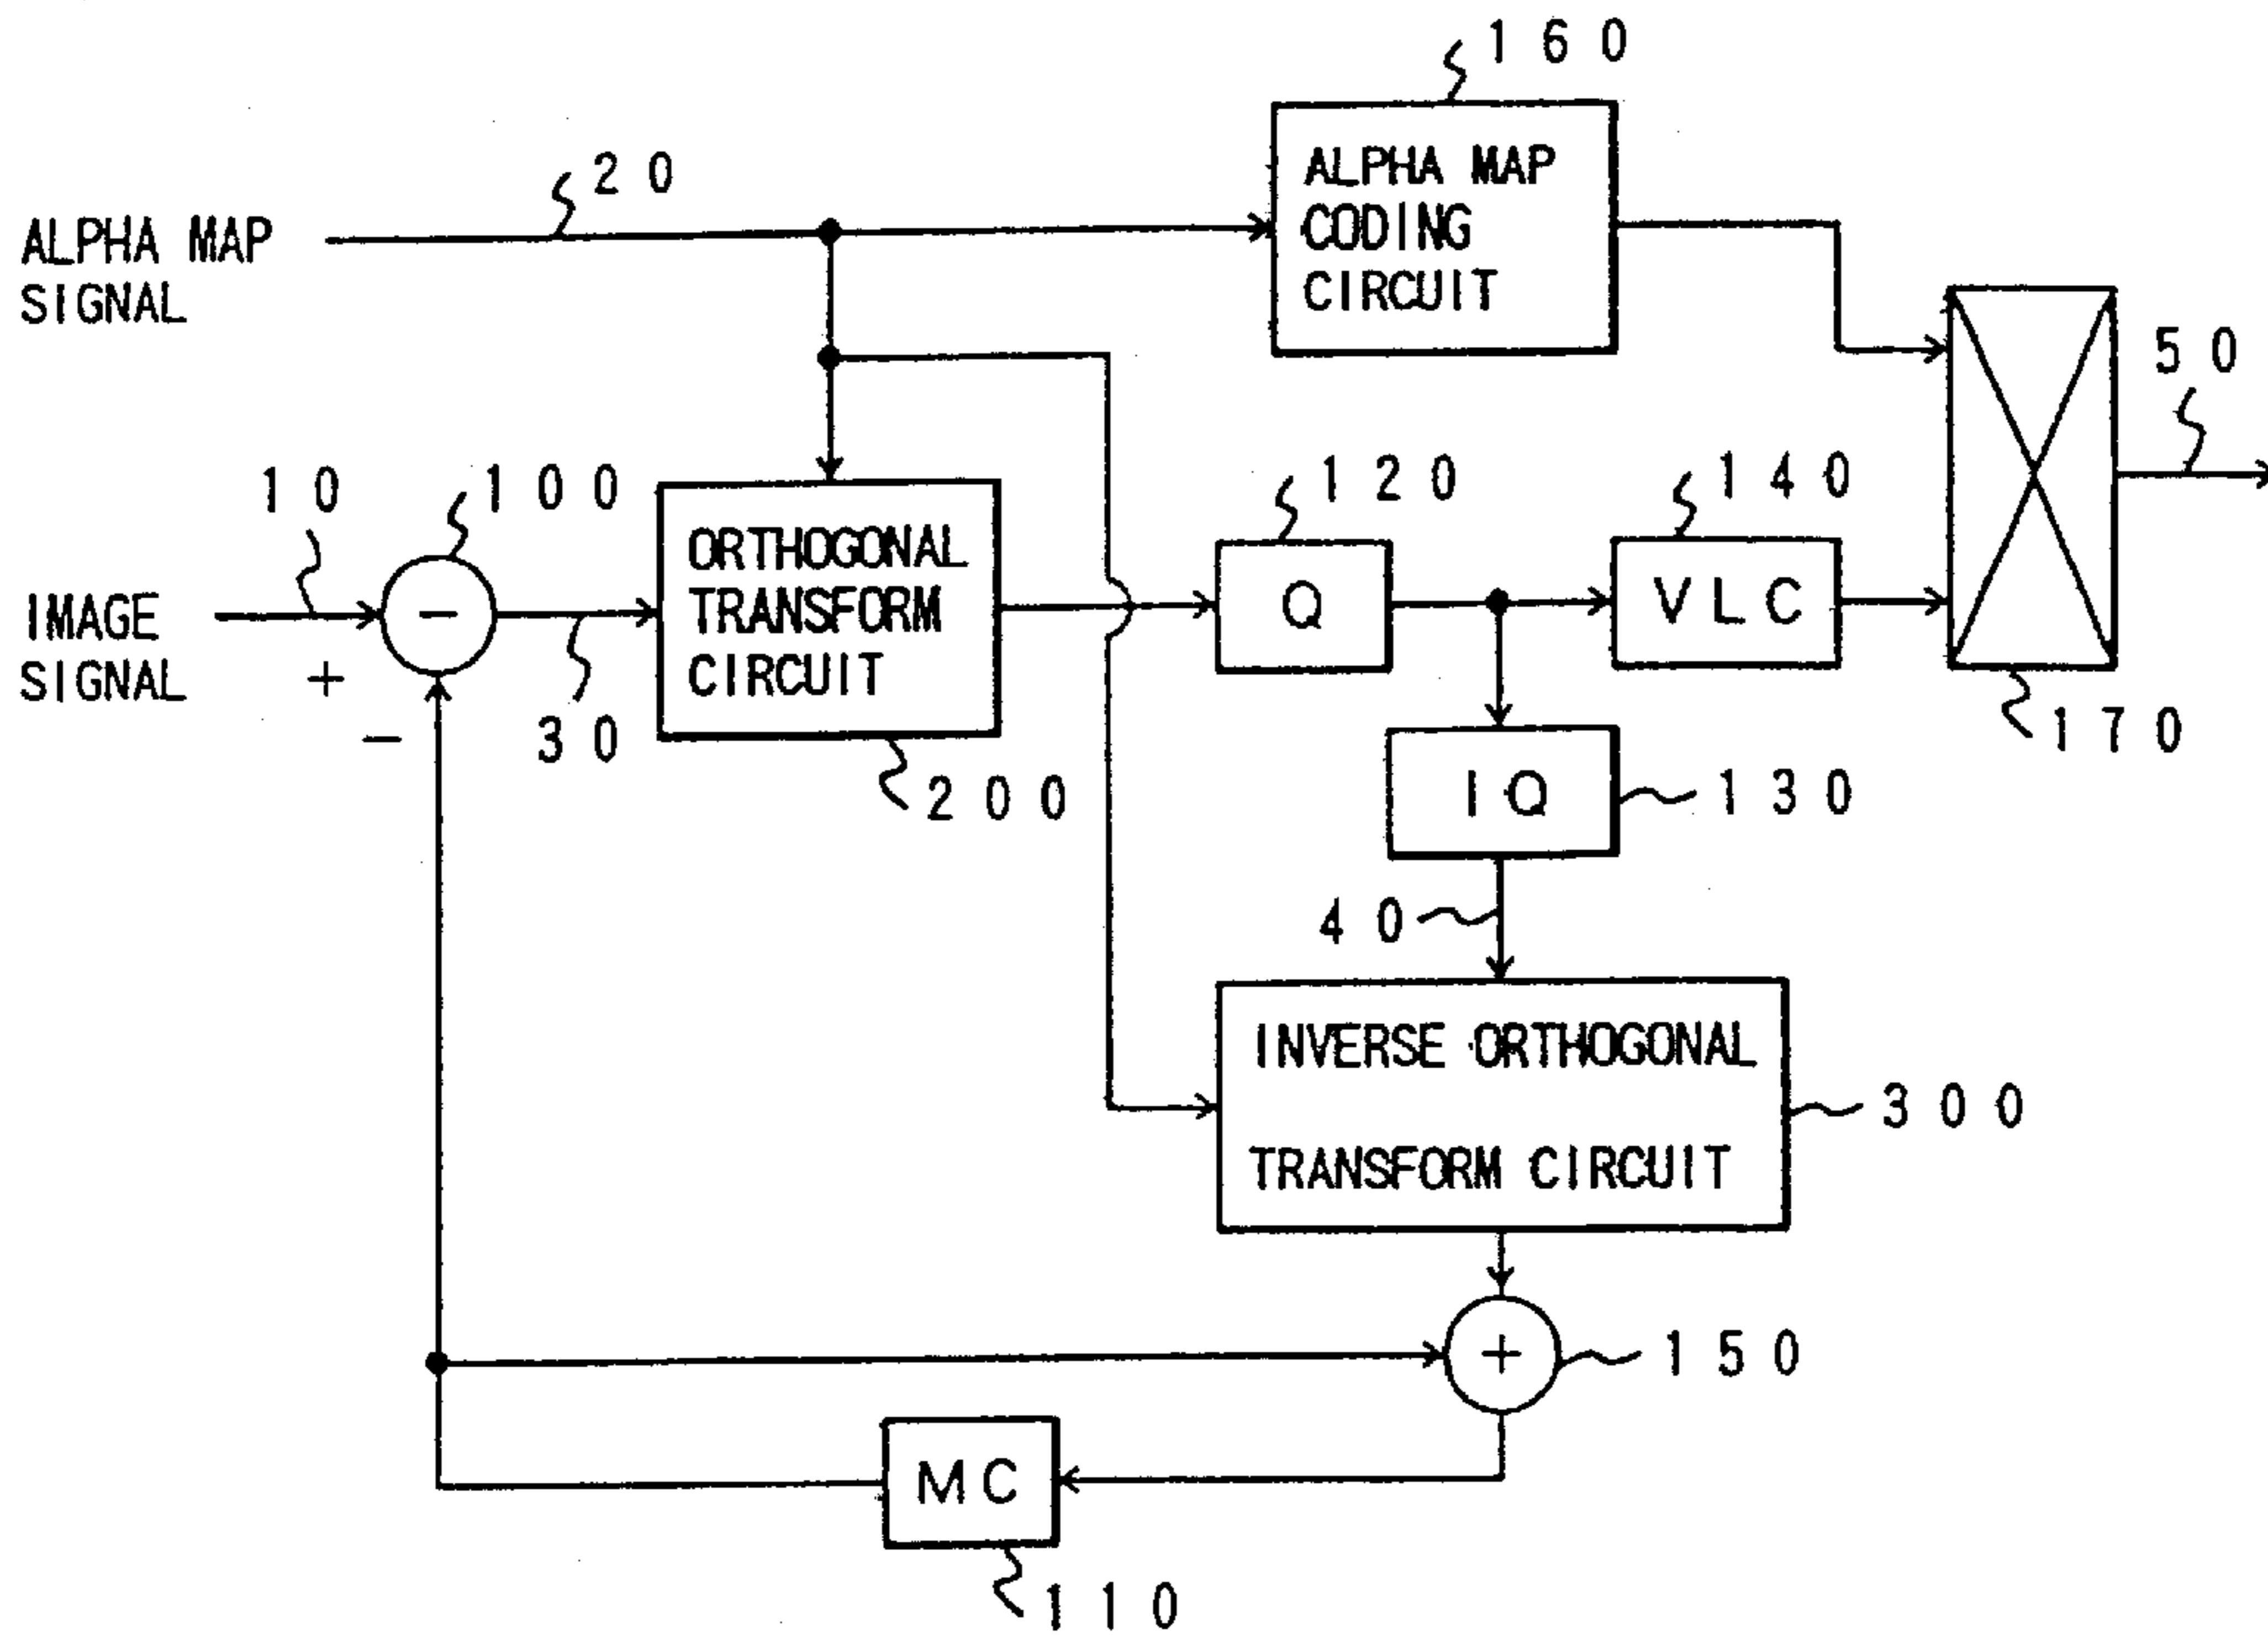 160
20
ALPHA MAP
SIGNAL
ALPHA MAP
CODING
CIRCUIT
50
10
100
120
140
IMAGE
SIGNAL
+
−
−
30
ORTHOGONAL
TRANSFORM
CIRCUIT
200
Q
VLC
170
IQ
130
40
INVERSE ORTHOGONAL
TRANSFORM CIRCUIT
300
+
150
MC
110